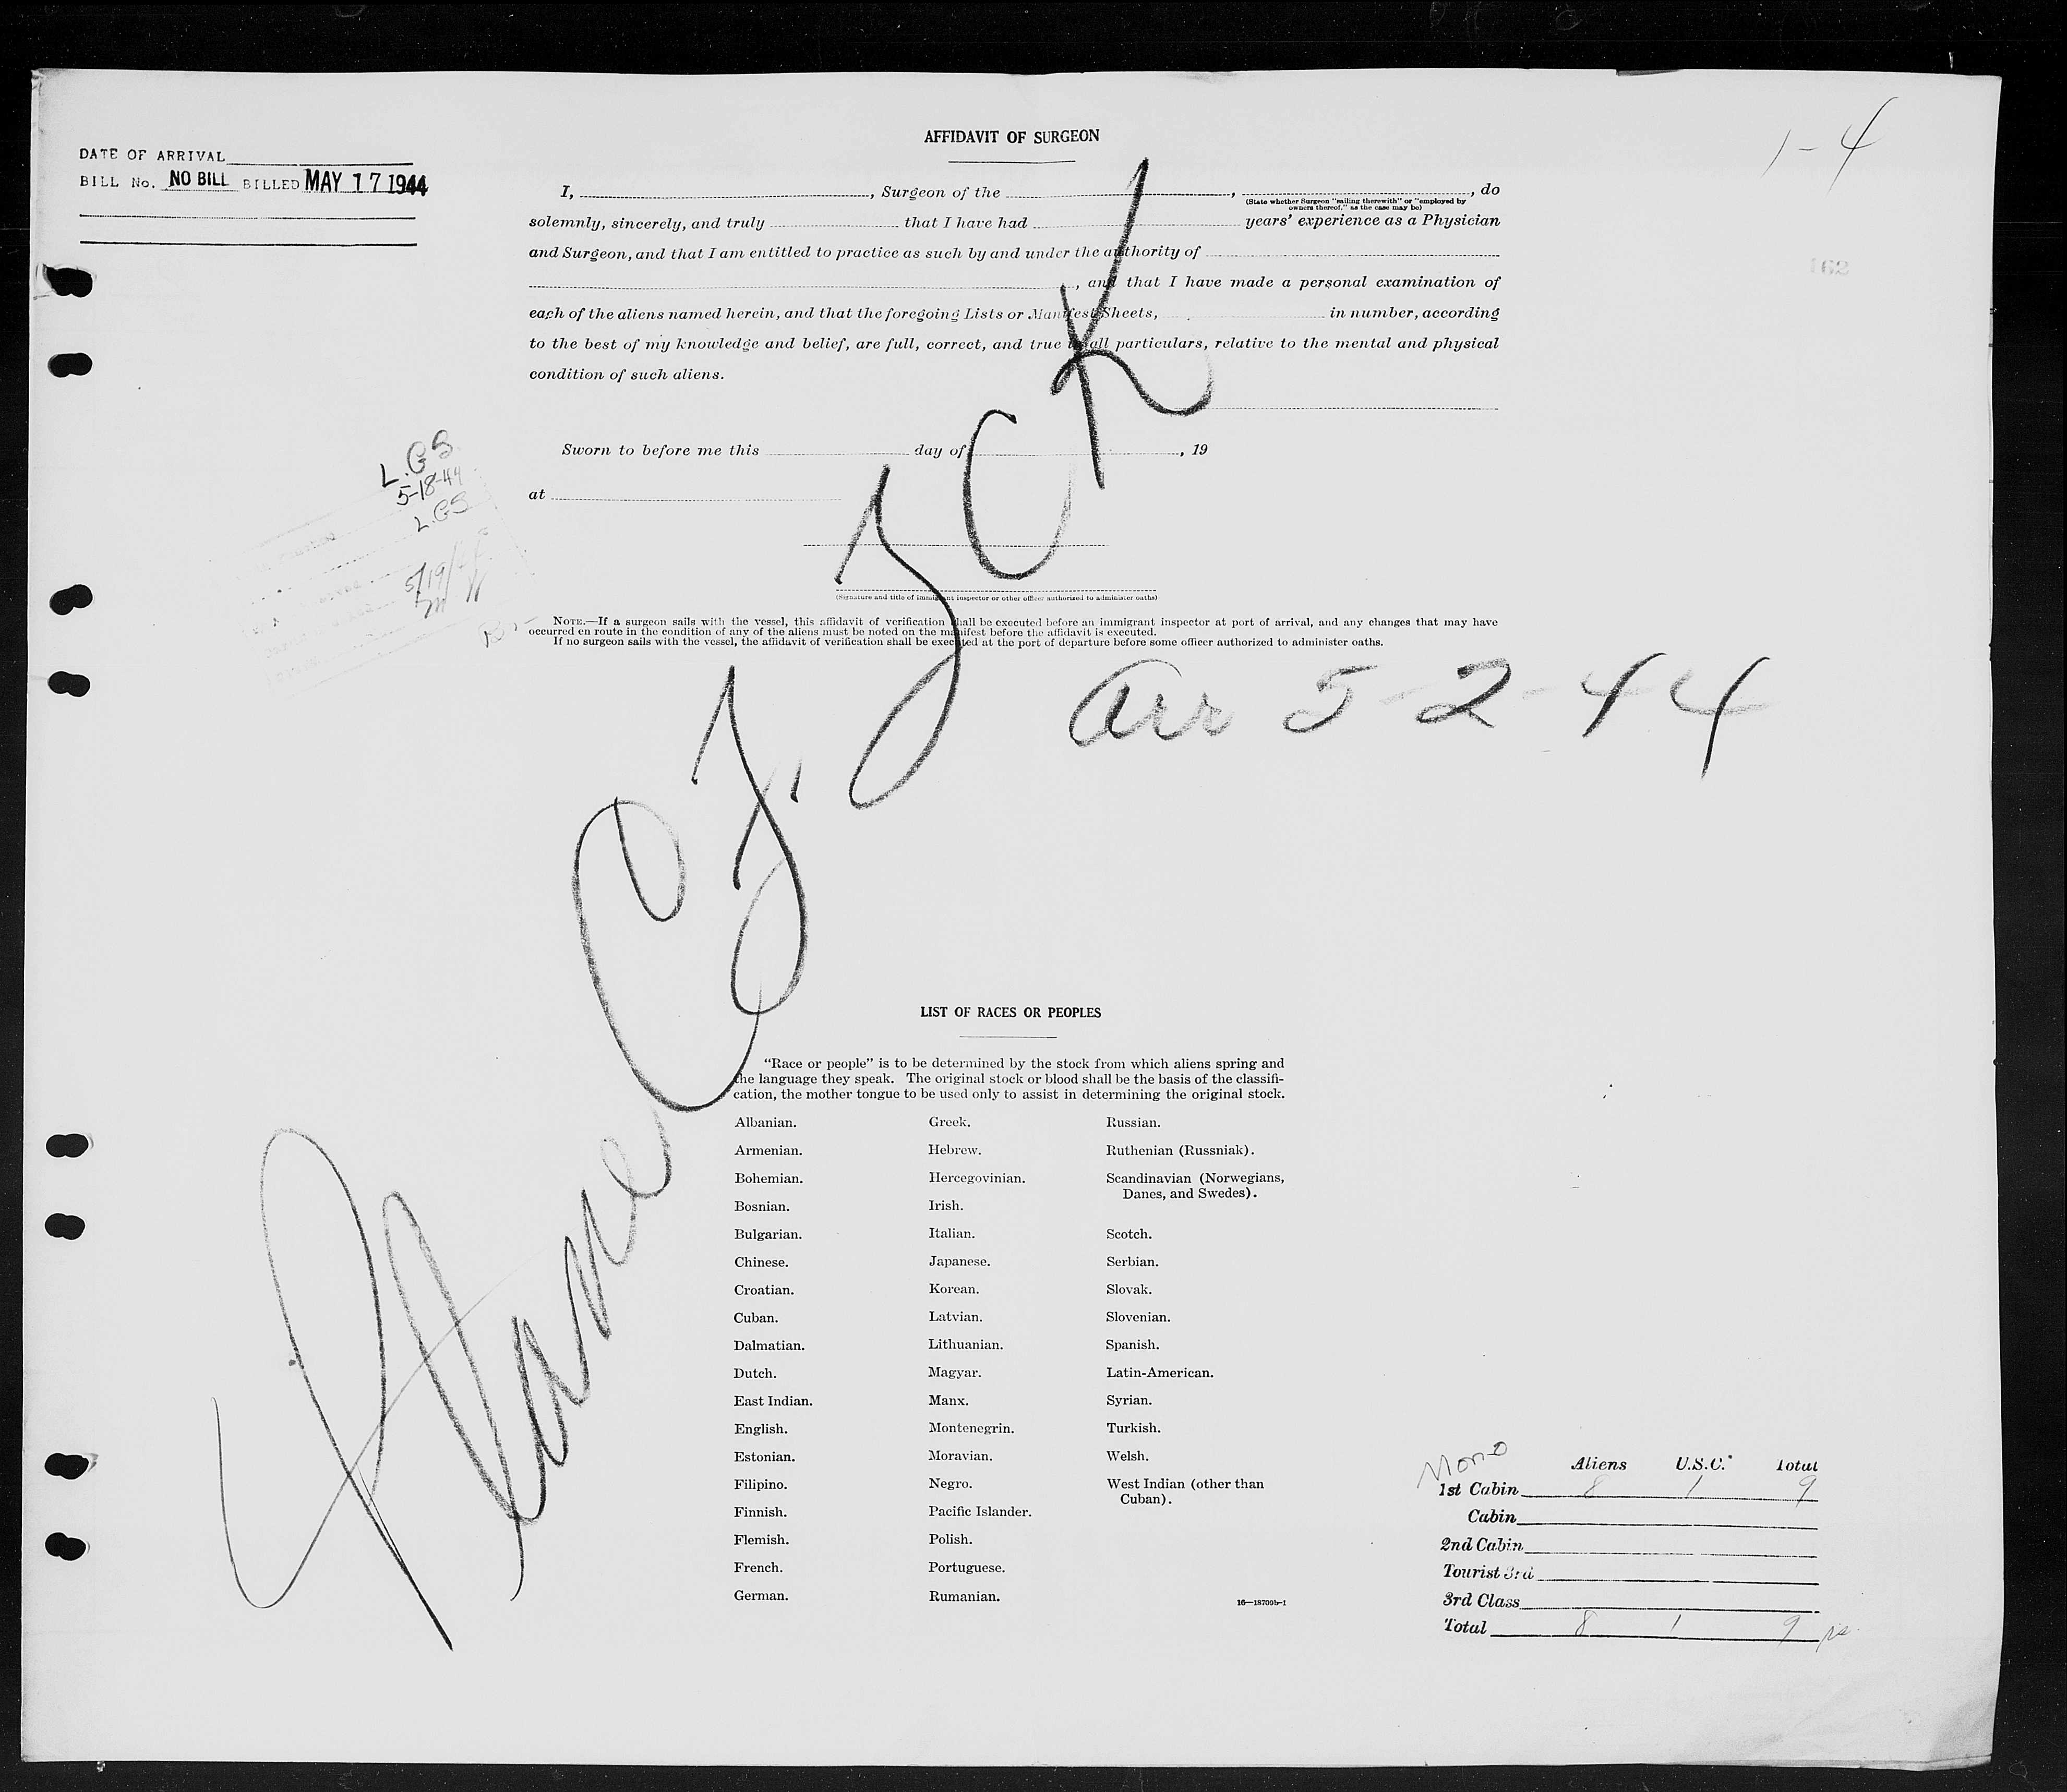 1-4
AFFIDAVIT OF SURGEON
DATE OF ARRIVAL
BILL No. NO BILL BILLED MAY 17 1944
I, , Surgeon of the , , do
(State whether Surgeon "sailing therewith" or "employed by
owners thereof," as the case may be)
solemnly, sincerely, and truly that I have had years' experience as a Physician
and Surgeon, and that I am entitled to practice as such by and under the authority of
, and that I have made a personal examination of
each of the aliens named herein, and that the foregoing Lists or Manifest Sheets, in number, according
to the best of my knowledge and belief, are full, correct, and true in all particulars, relative to the mental and physical
condition of such aliens.
Sworn to before me this day of , 19
at
L.GS.
5-18-44
L.GS
5/19/
(Signature and title of immigrant inspector or other officer authorized to administer oaths)
NOTE.—If a surgeon sails with the vessel, this affidavit of verification shall be executed before an immigrant inspector at port of arrival, and any changes that may have
occurred en route in the condition of any of the aliens must be noted on the manifest before the affidavit is executed.
If no surgeon sails with the vessel, the affidavit of verification shall be executed at the port of departure before some officer authorized to administer oaths.
Arr 5-2-44
LIST OF RACES OR PEOPLES
"Race or people" is to be determined by the stock from which aliens spring and
the language they speak. The original stock or blood shall be the basis of the classifi-
cation, the mother tongue to be used only to assist in determining the original stock.
Albanian. Greek. Russian.
Armenian. Hebrew. Ruthenian (Russniak).
Bohemian. Hercegovinian. Scandinavian (Norwegians,
Danes, and Swedes).
Bosnian. Irish.
Bulgarian. Italian. Scotch.
Chinese. Japanese. Serbian.
Croatian. Korean. Slovak.
Cuban. Latvian. Slovenian.
Dalmatian. Lithuanian. Spanish.
Dutch. Magyar. Latin-American.
East Indian. Manx. Syrian.
English. Montenegrin. Turkish.
Estonian. Moravian. Welsh.
Filipino. Negro. West Indian (other than
Cuban).
Finnish. Pacific Islander.
Flemish. Polish.
French. Portuguese.
German. Rumanian.
16—18709b-1
Aliens U.S.C. Total
1st Cabin 8 1 9
Cabin
2nd Cabin
Tourist 3rd
3rd Class
Total 8 1 9